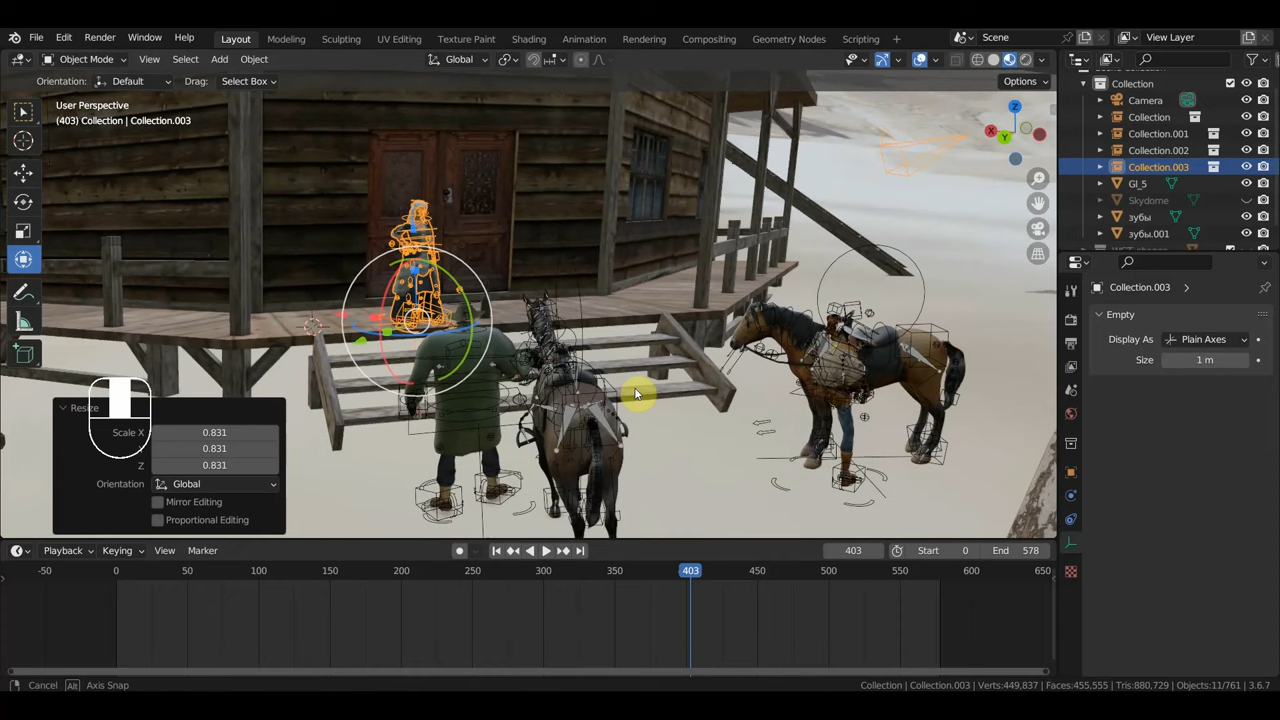 File Edit Render Window Help Layout Modeling Sculpting UV Editing Texture Paint Shading Animation Rendering Compositing Geometry Nodes Scripting + Scene View Layer
Object Mode View Select Add Object Global
Orientation: Default Drag: Select Box Options
User Perspective
(403) Collection | Collection.003
Z
X
Y
Collection
Camera
Collection
Collection.001
Collection.002
Collection.003
Gl_5
Skydome
зубы
зубы.001
Collection.003
Empty
Display As Plain Axes
Size 1 m
Resize
Scale X 0.831
0.831
Z 0.831
Orientation Global
Mirror Editing
Proportional Editing
Playback Keying View Marker 403 Start 0 End 578
-50 0 50 100 150 200 250 300 350 403 450 500 550 600 650
Cancel Alt Axis Snap Collection | Collection.003 | Verts:449,837 | Faces:455,555 | Tris:880,729 | Objects:11/761 | 3.6.7